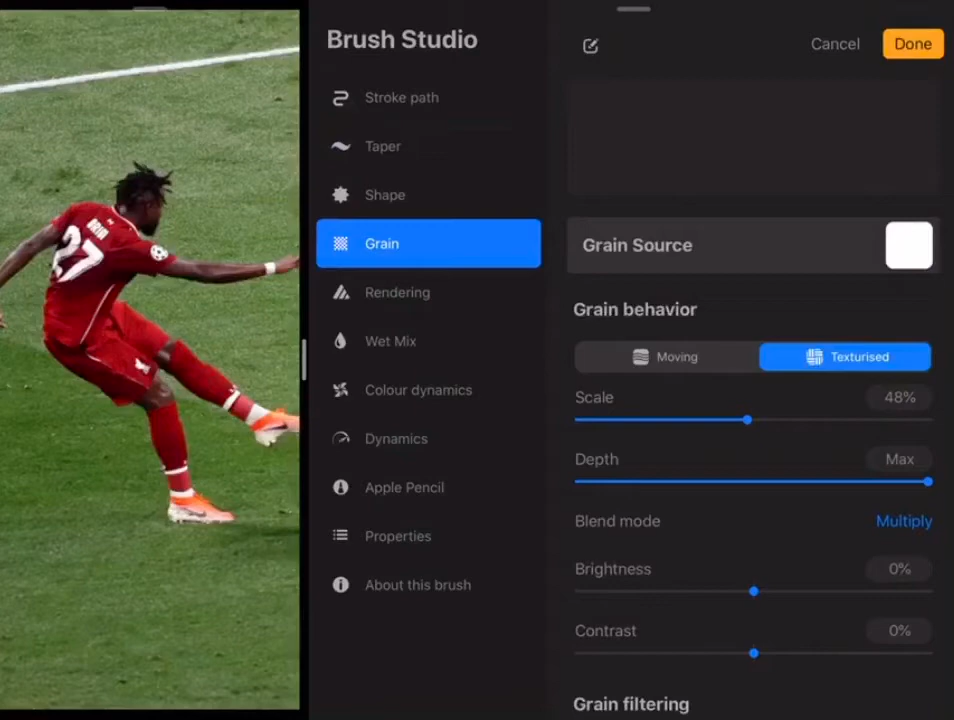 Brush Studio
Cancel
Done
Stroke path
Taper
Shape
Grain
Rendering
Wet Mix
Colour dynamics
Dynamics
Apple Pencil
Properties
About this brush
Grain Source
Grain behavior
Moving
Texturised
Scale
48%
Depth
Max
Blend mode
Multiply
Brightness
0%
Contrast
0%
Grain filtering
ORIGI
27